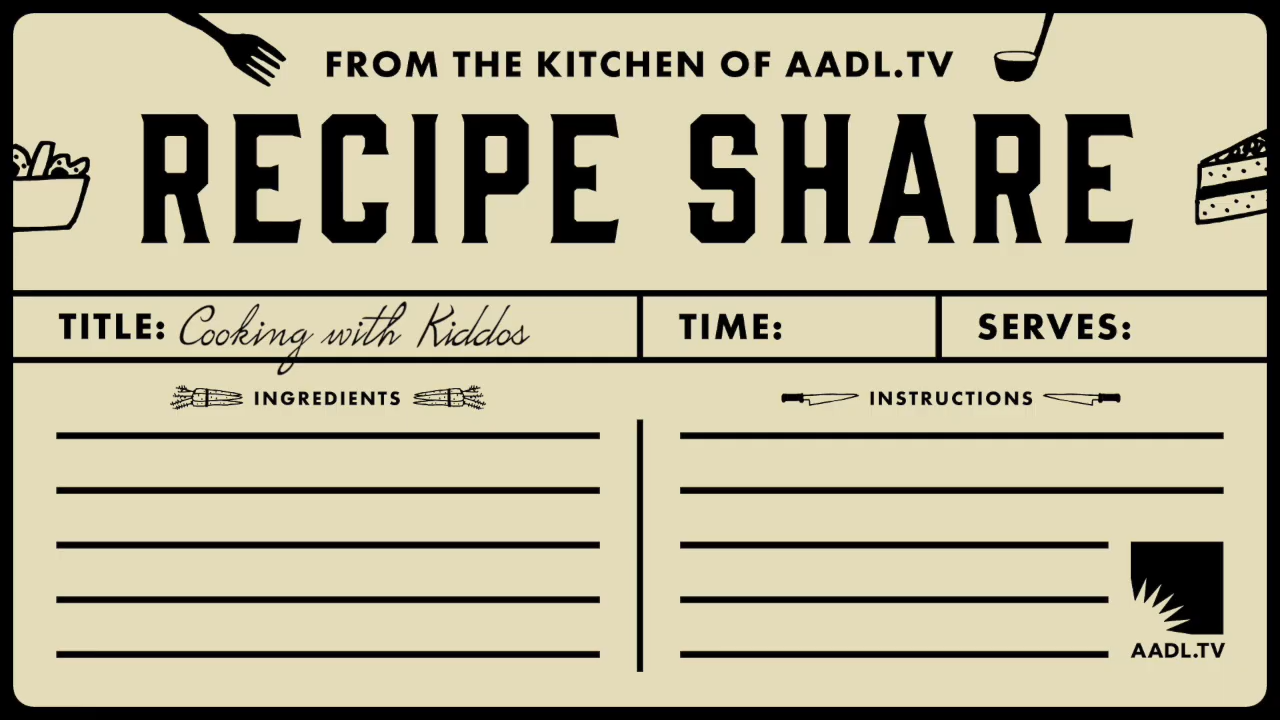 FROM THE KITCHEN OF AADL.TV
RECIPE SHARE
TITLE: Cooking with Kiddos
TIME:
SERVES:
INGREDIENTS
INSTRUCTIONS
AADL.TV